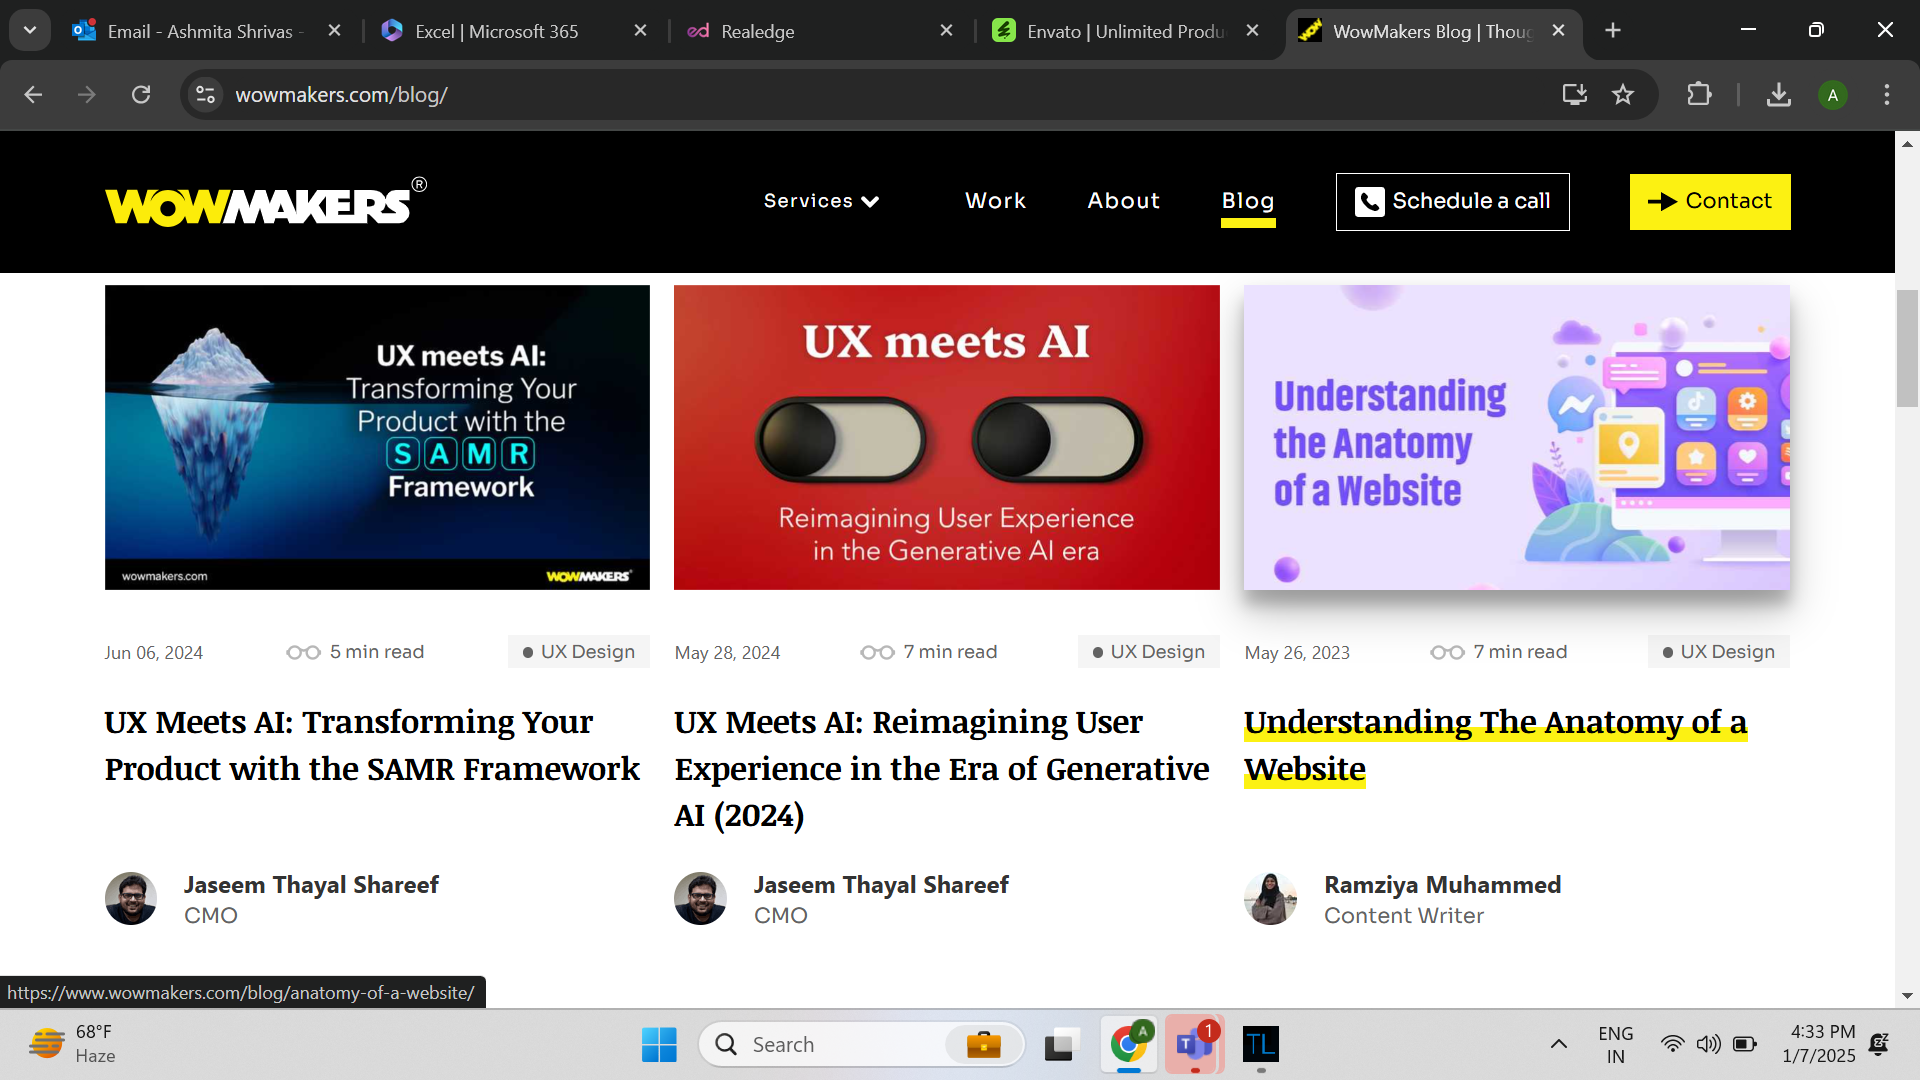 Email - Ashmita Shrivas -
Excel | Microsoft 365
ed Realedge
Envato | Unlimited Produ
WowMakers Blog | Thoug
wowmakers.com/blog/
A
WOWMAKERS®
Services
Work
About
Blog
Schedule a call
Contact
UX meets AI:
Transforming Your
Product with the
SAMR
Framework
wowmakers.com
WOWMAKERS
UX meets AI
Reimagining User Experience
in the Generative AI era
Understanding
the Anatomy
of a Website
Jun 06, 2024
5 min read
UX Design
May 28, 2024
7 min read
UX Design
May 26, 2023
7 min read
UX Design
UX Meets AI: Transforming Your
Product with the SAMR Framework
UX Meets AI: Reimagining User
Experience in the Era of Generative
AI (2024)
Understanding The Anatomy of a
Website
Jaseem Thayal Shareef
CMO
Jaseem Thayal Shareef
CMO
Ramziya Muhammed
Content Writer
https://www.wowmakers.com/blog/anatomy-of-a-website/
68°F
Haze
Search
A
T
1
TL
ENG
IN
4:33 PM
1/7/2025